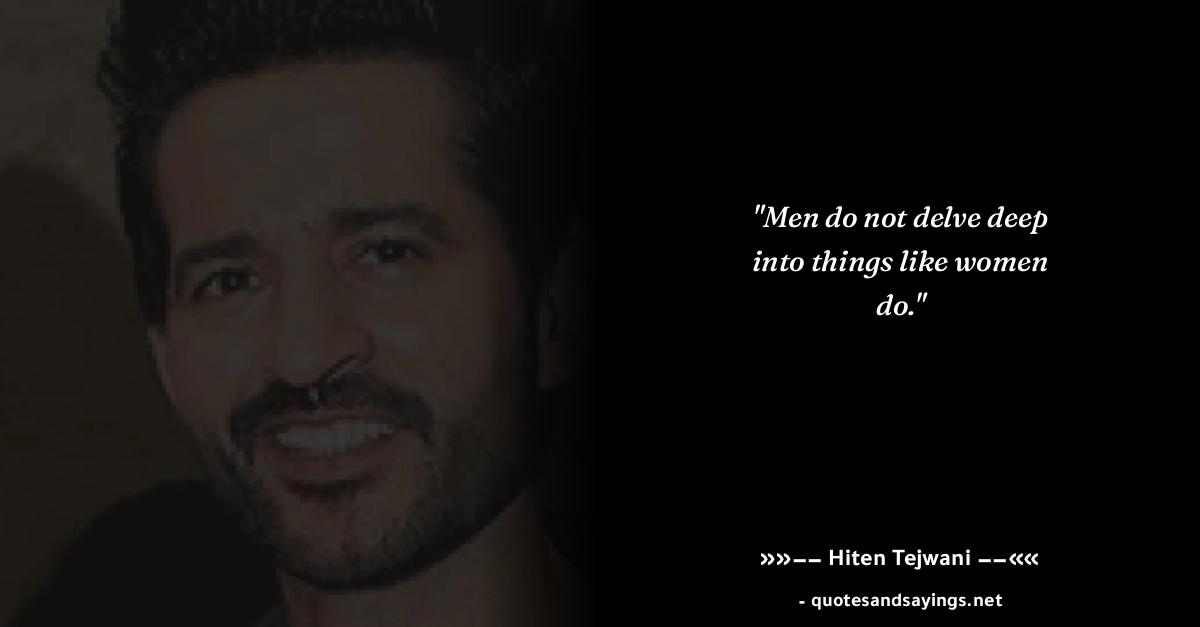 "Men do not delve deep
into things like women
do."
»»−− Hiten Tejwani −−««
- quotesandsayings.net